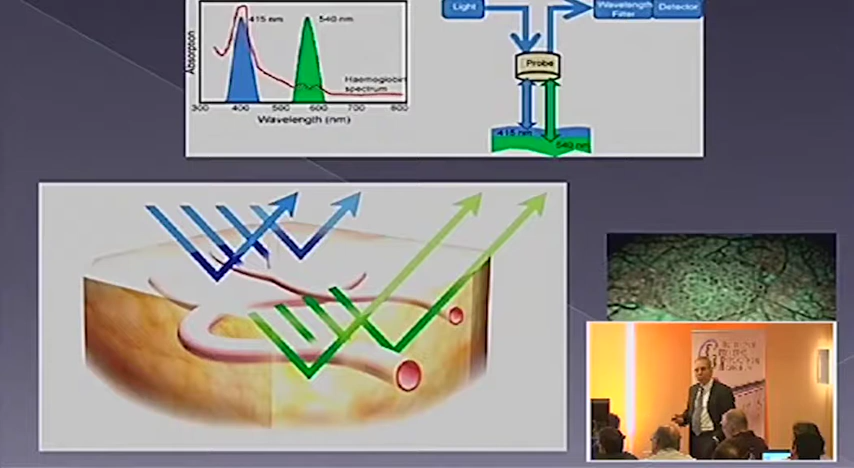 415 nm
540 nm
Absorption
Haemoglobin
spectrum
300 400 500 600 700 800
Wavelength (nm)
Light
Wavelength
Filter
Detector
Probe
415 nm
540 nm